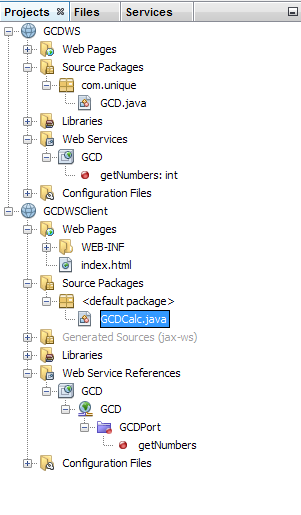 Projects Files Services
GCDWS
Web Pages
Source Packages
com.unique
GCD.java
Libraries
Web Services
GCD
getNumbers: int
Configuration Files
GCDWSClient
Web Pages
WEB-INF
index.html
Source Packages
<default package>
GCDCalc.java
Generated Sources (jax-ws)
Libraries
Web Service References
GCD
GCD
GCDPort
getNumbers
Configuration Files